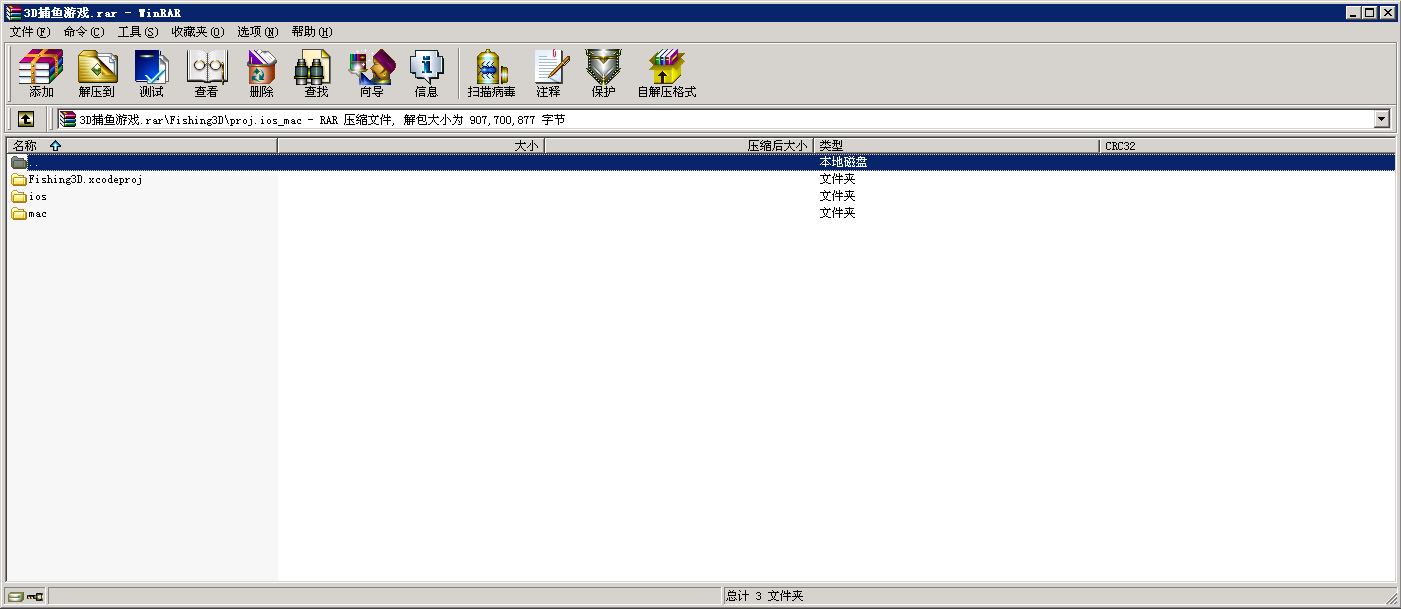 3D捕鱼游戏.rar - WinRAR
文件(F) 命令(C) 工具(S) 收藏夹(O) 选项(N) 帮助(H)
添加 解压到 测试 查看 删除 查找 向导 信息 扫描病毒 注释 保护 自解压格式
3D捕鱼游戏.rar\Fishing3D\proj.ios_mac - RAR 压缩文件, 解包大小为 907,700,877 字节
名称 大小 压缩后大小 类型 CRC32
.. 本地磁盘
Fishing3D.xcodeproj 文件夹
ios 文件夹
mac 文件夹
总计 3 文件夹